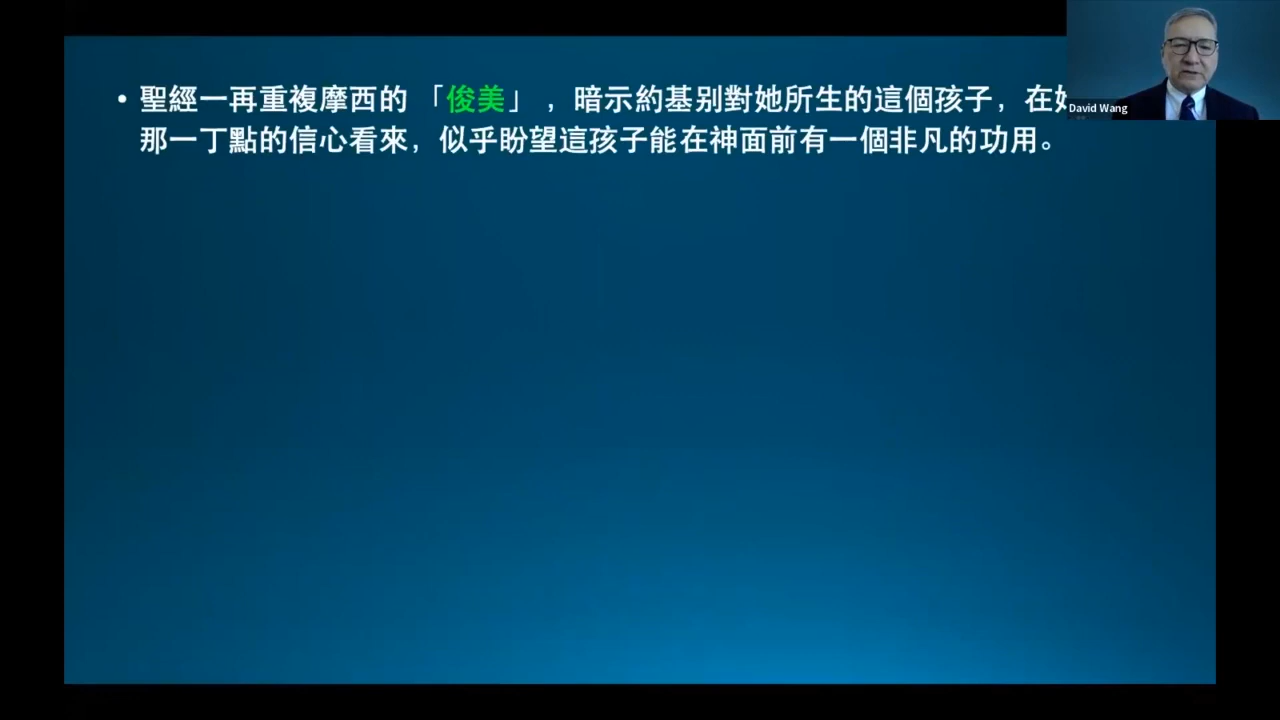 • 聖經一再重複摩西的 「俊美」 ，暗示約基别對她所生的這個孩子，在
那一丁點的信心看來，似乎盼望這孩子能在神面前有一個非凡的功用。
David Wang